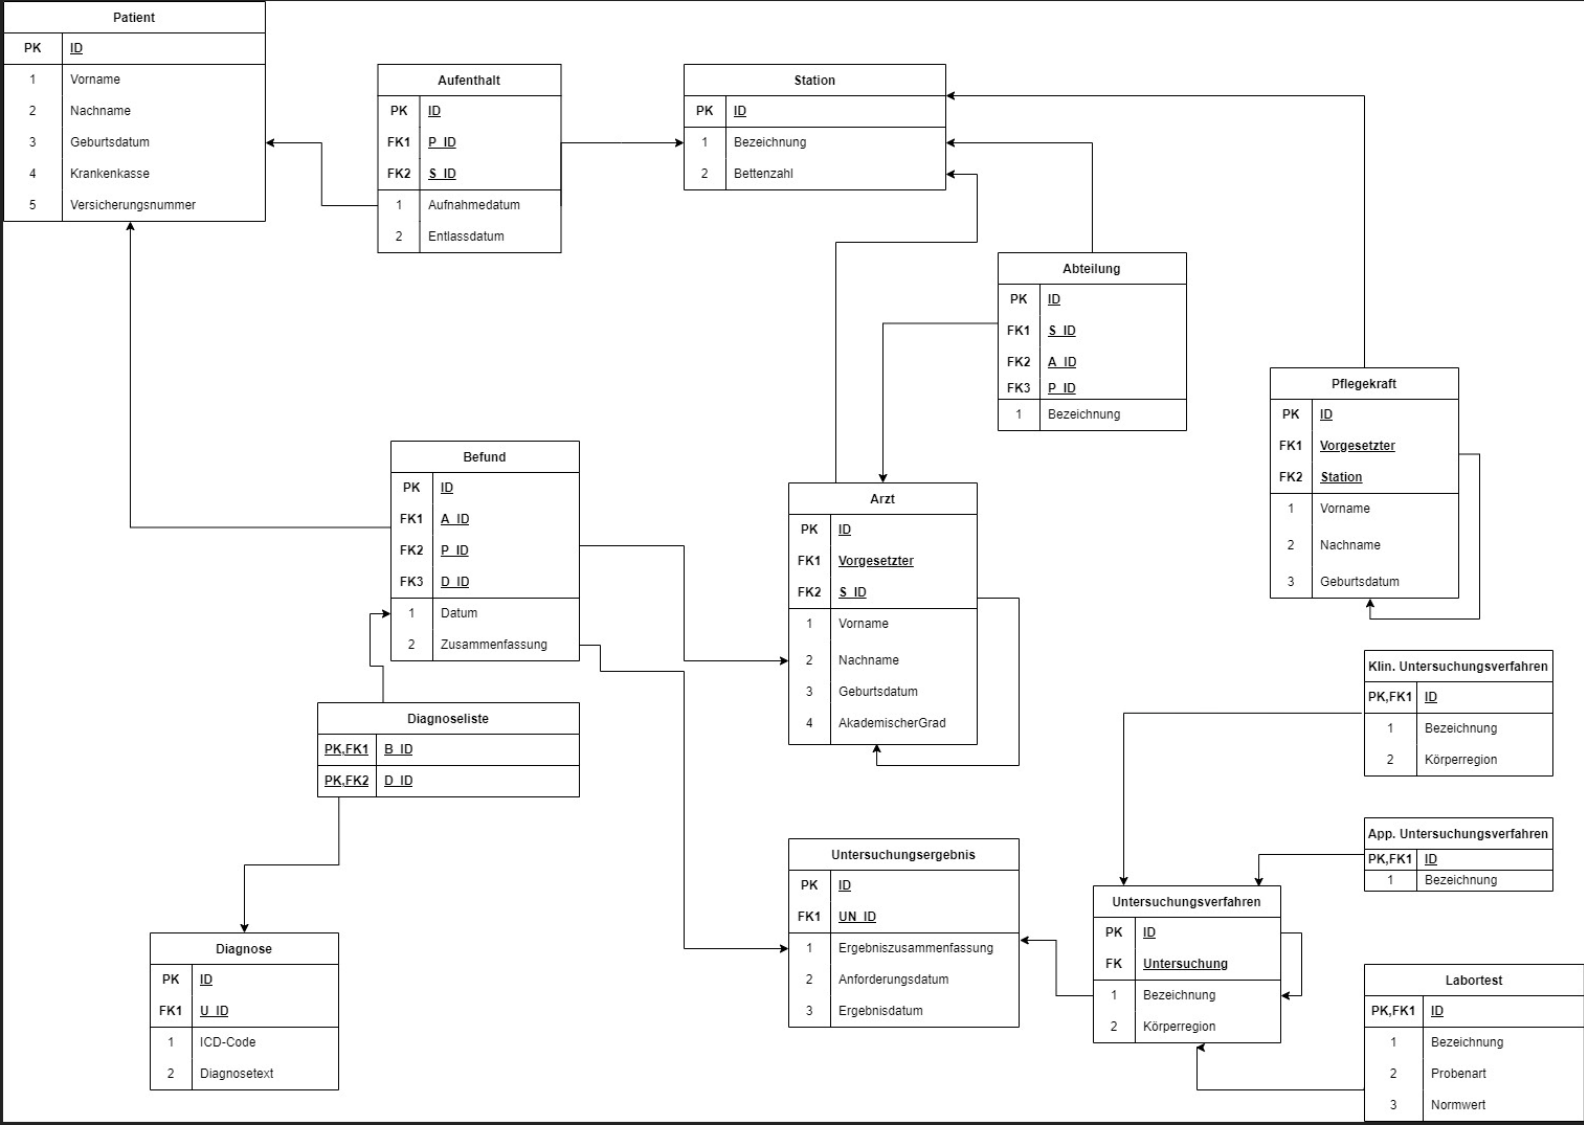 Patient
PK ID
1 Vorname
2 Nachname
3 Geburtsdatum
4 Krankenkasse
5 Versicherungsnummer
Aufenthalt
PK ID
FK1 P_ID
FK2 S_ID
1 Aufnahmedatum
2 Entlassdatum
Station
PK ID
1 Bezeichnung
2 Bettenzahl
Abteilung
PK ID
FK1 S_ID
FK2 A_ID
FK3 P_ID
1 Bezeichnung
Pflegekraft
PK ID
FK1 Vorgesetzter
FK2 Station
1 Vorname
2 Nachname
3 Geburtsdatum
Befund
PK ID
FK1 A_ID
FK2 P_ID
FK3 D_ID
1 Datum
2 Zusammenfassung
Arzt
PK ID
FK1 Vorgesetzter
FK2 S_ID
1 Vorname
2 Nachname
3 Geburtsdatum
4 AkademischerGrad
Klin. Untersuchungsverfahren
PK,FK1 ID
1 Bezeichnung
2 Körperregion
Diagnoseliste
PK,FK1 B_ID
PK,FK2 D_ID
App. Untersuchungsverfahren
PK,FK1 ID
1 Bezeichnung
Untersuchungsergebnis
PK ID
FK1 UN_ID
1 Ergebniszusammenfassung
2 Anforderungsdatum
3 Ergebnisdatum
Untersuchungsverfahren
PK ID
FK Untersuchung
1 Bezeichnung
2 Körperregion
Diagnose
PK ID
FK1 U_ID
1 ICD-Code
2 Diagnosetext
Labortest
PK,FK1 ID
1 Bezeichnung
2 Probenart
3 Normwert